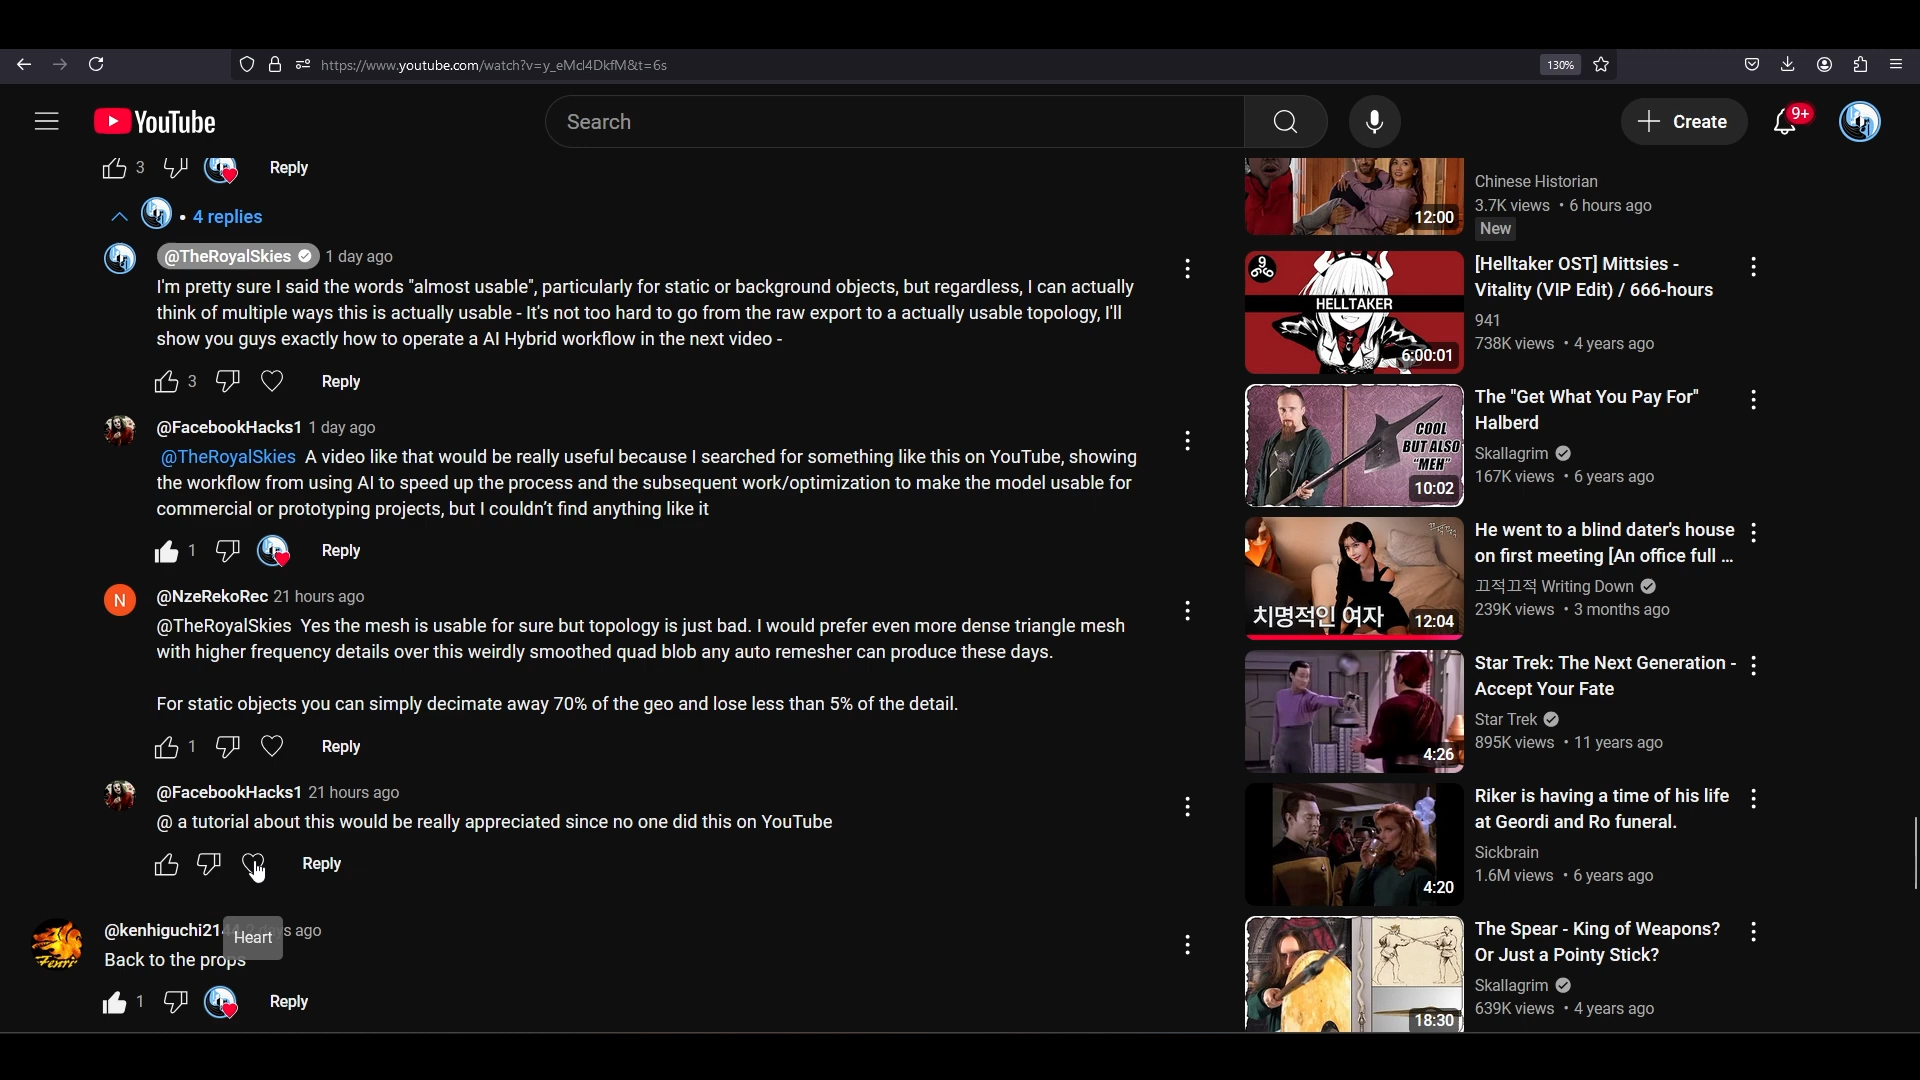 https://www.youtube.com/watch?v=y_eMcl4DkfM&t=6s
130%
YouTube
Search
Create
9+
3
Reply
• 4 replies
@TheRoyalSkies 1 day ago
I'm pretty sure I said the words "almost usable", particularly for static or background objects, but regardless, I can actually
think of multiple ways this is actually usable - It's not too hard to go from the raw export to a actually usable topology, I'll
show you guys exactly how to operate a AI Hybrid workflow in the next video -
3
Reply
@FacebookHacks1 1 day ago
@TheRoyalSkies A video like that would be really useful because I searched for something like this on YouTube, showing
the workflow from using AI to speed up the process and the subsequent work/optimization to make the model usable for
commercial or prototyping projects, but I couldn't find anything like it
1
Reply
N
@NzeRekoRec 21 hours ago
@TheRoyalSkies Yes the mesh is usable for sure but topology is just bad. I would prefer even more dense triangle mesh
with higher frequency details over this weirdly smoothed quad blob any auto remesher can produce these days.
For static objects you can simply decimate away 70% of the geo and lose less than 5% of the detail.
1
Reply
@FacebookHacks1 21 hours ago
@ a tutorial about this would be really appreciated since no one did this on YouTube
Reply
Heart
ago
Back to the props
1
Reply
12:00
Chinese Historian
3.7K views • 6 hours ago
New
9
HELLTAKER
6:00:01
[Helltaker OST] Mittsies -
Vitality (VIP Edit) / 666-hours
941
738K views • 4 years ago
COOL
BUT ALSO
"MEH"
10:02
The "Get What You Pay For"
Halberd
Skallagrim
167K views • 6 years ago
치명적인 여자
12:04
He went to a blind dater's house
on first meeting [An office full ...
끄적끄적 Writing Down
239K views • 3 months ago
4:26
Star Trek: The Next Generation -
Accept Your Fate
Star Trek
895K views • 11 years ago
4:20
Riker is having a time of his life
at Geordi and Ro funeral.
Sickbrain
1.6M views • 6 years ago
18:30
The Spear - King of Weapons?
Or Just a Pointy Stick?
Skallagrim
639K views • 4 years ago